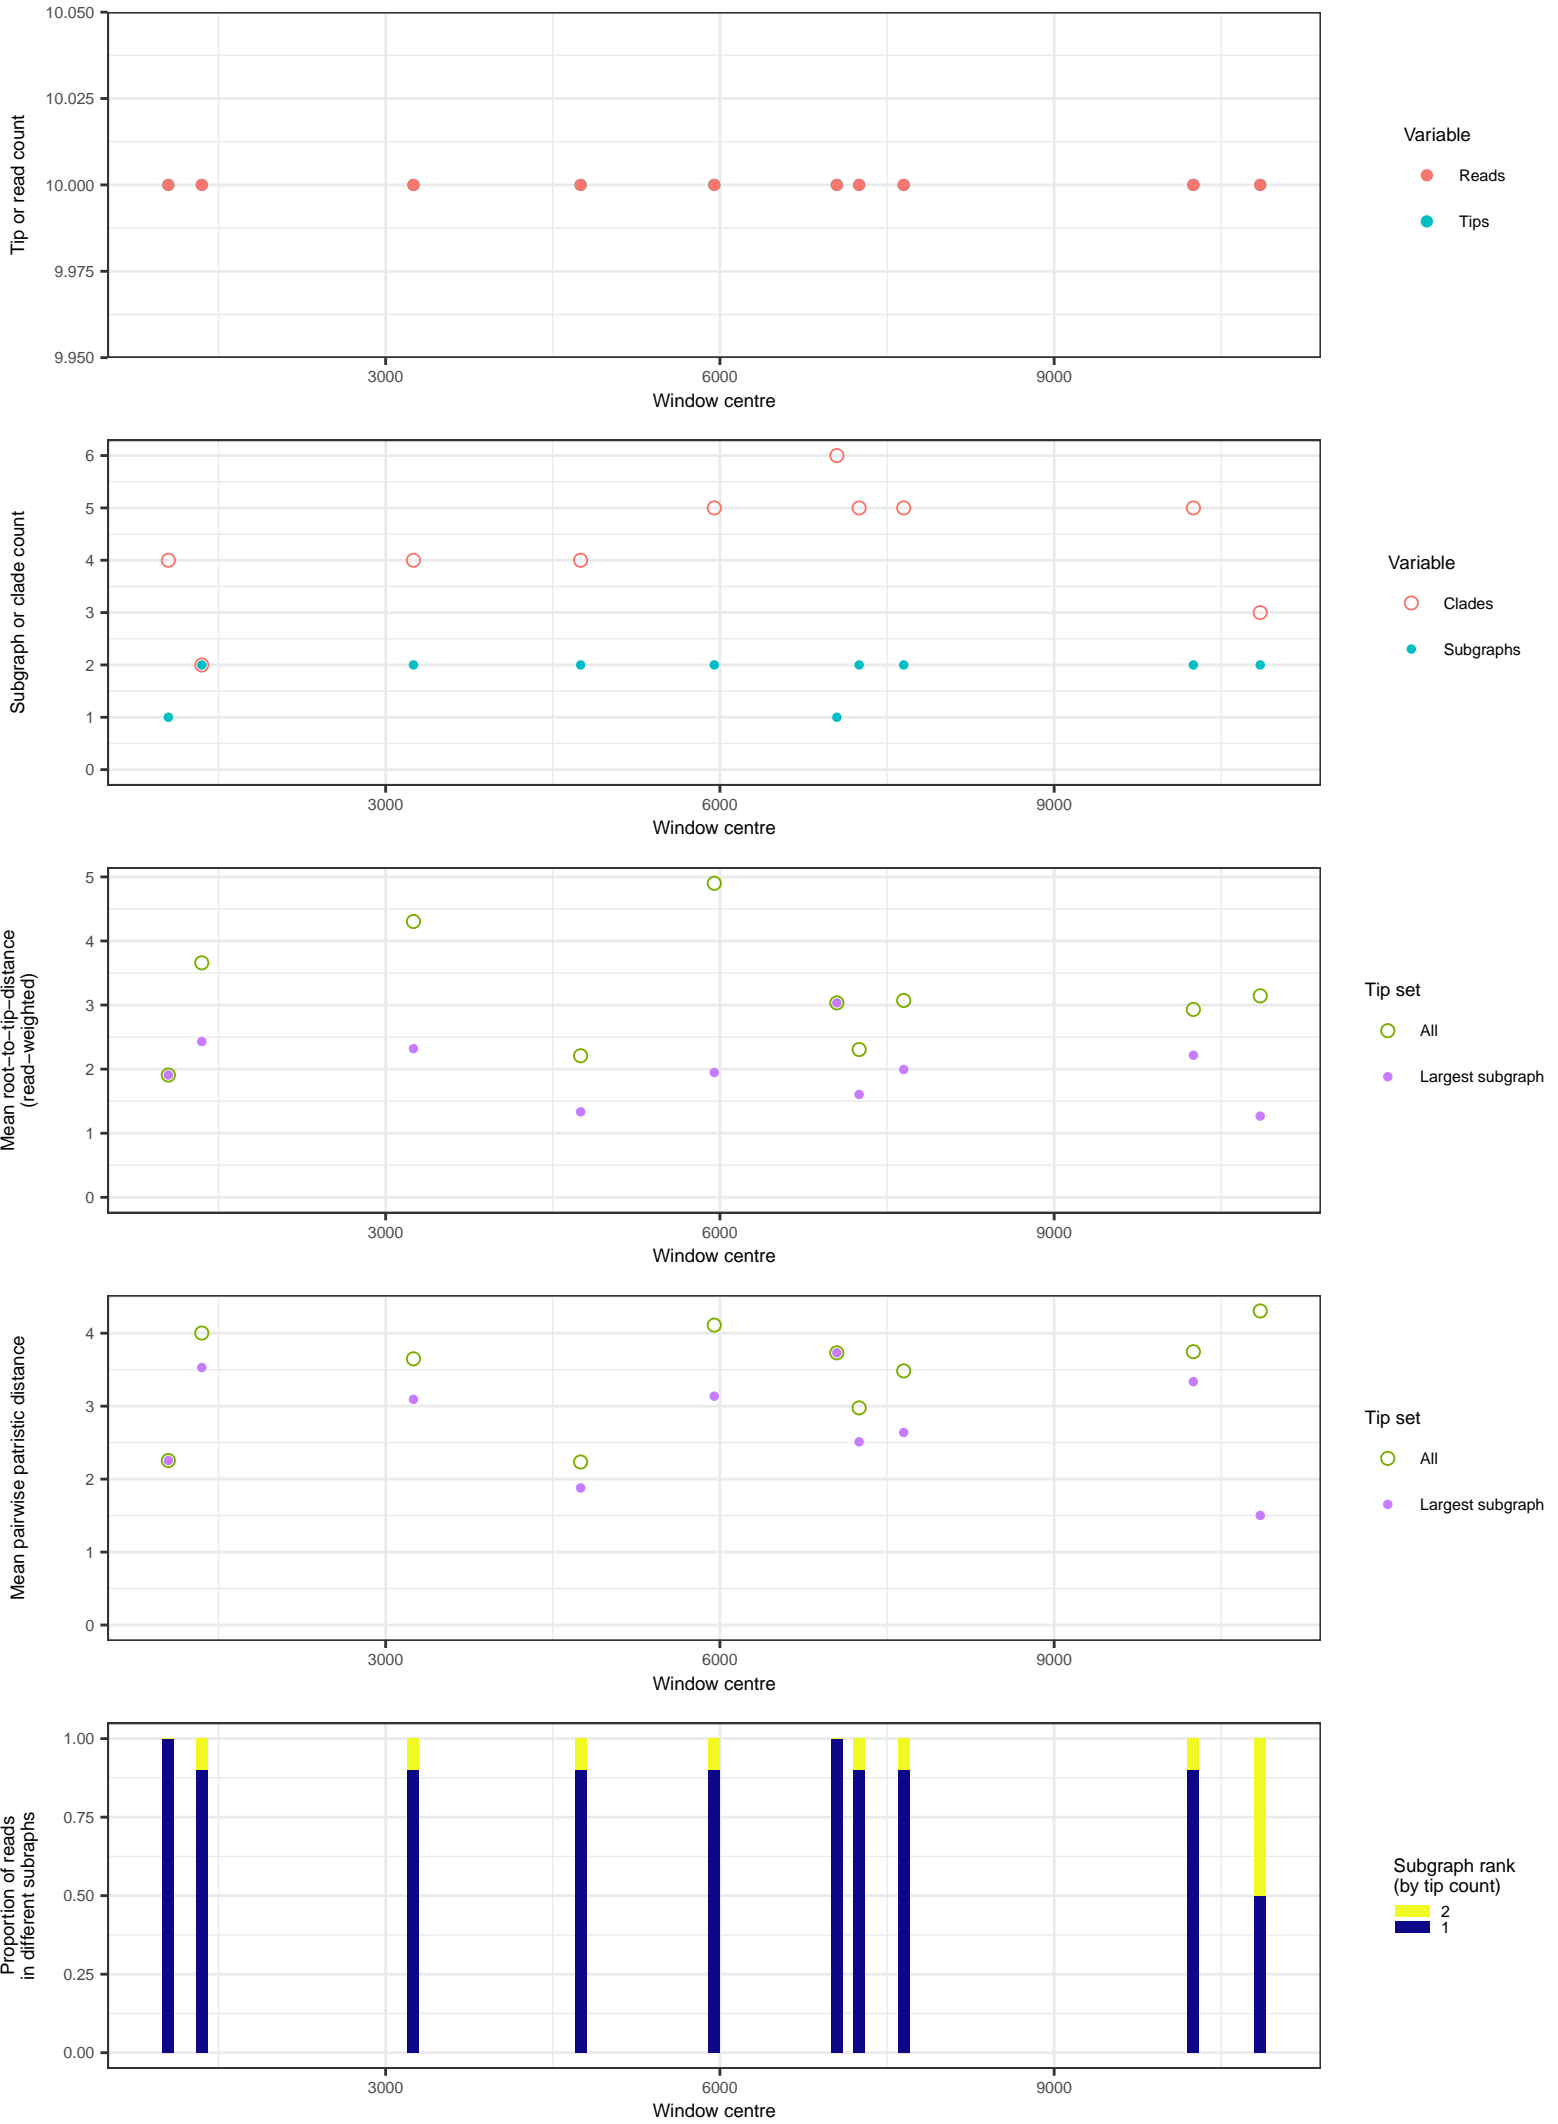 10.050
10.025
10.000
9.975
9.950
Tip or read count
3000 6000 9000
Window centre
Variable
Reads
Tips
6
5
4
3
2
1
0
Subgraph or clade count
3000 6000 9000
Window centre
Variable
Clades
Subgraphs
5
4
3
2
1
0
Mean root−to−tip−distance
(read−weighted)
3000 6000 9000
Window centre
Tip set
All
Largest subgraph
4
3
2
1
0
Mean pairwise patristic distance
3000 6000 9000
Window centre
Tip set
All
Largest subgraph
1.00
0.75
0.50
0.25
0.00
Proportion of reads
in different subraphs
3000 6000 9000
Window centre
Subgraph rank
(by tip count)
2
1